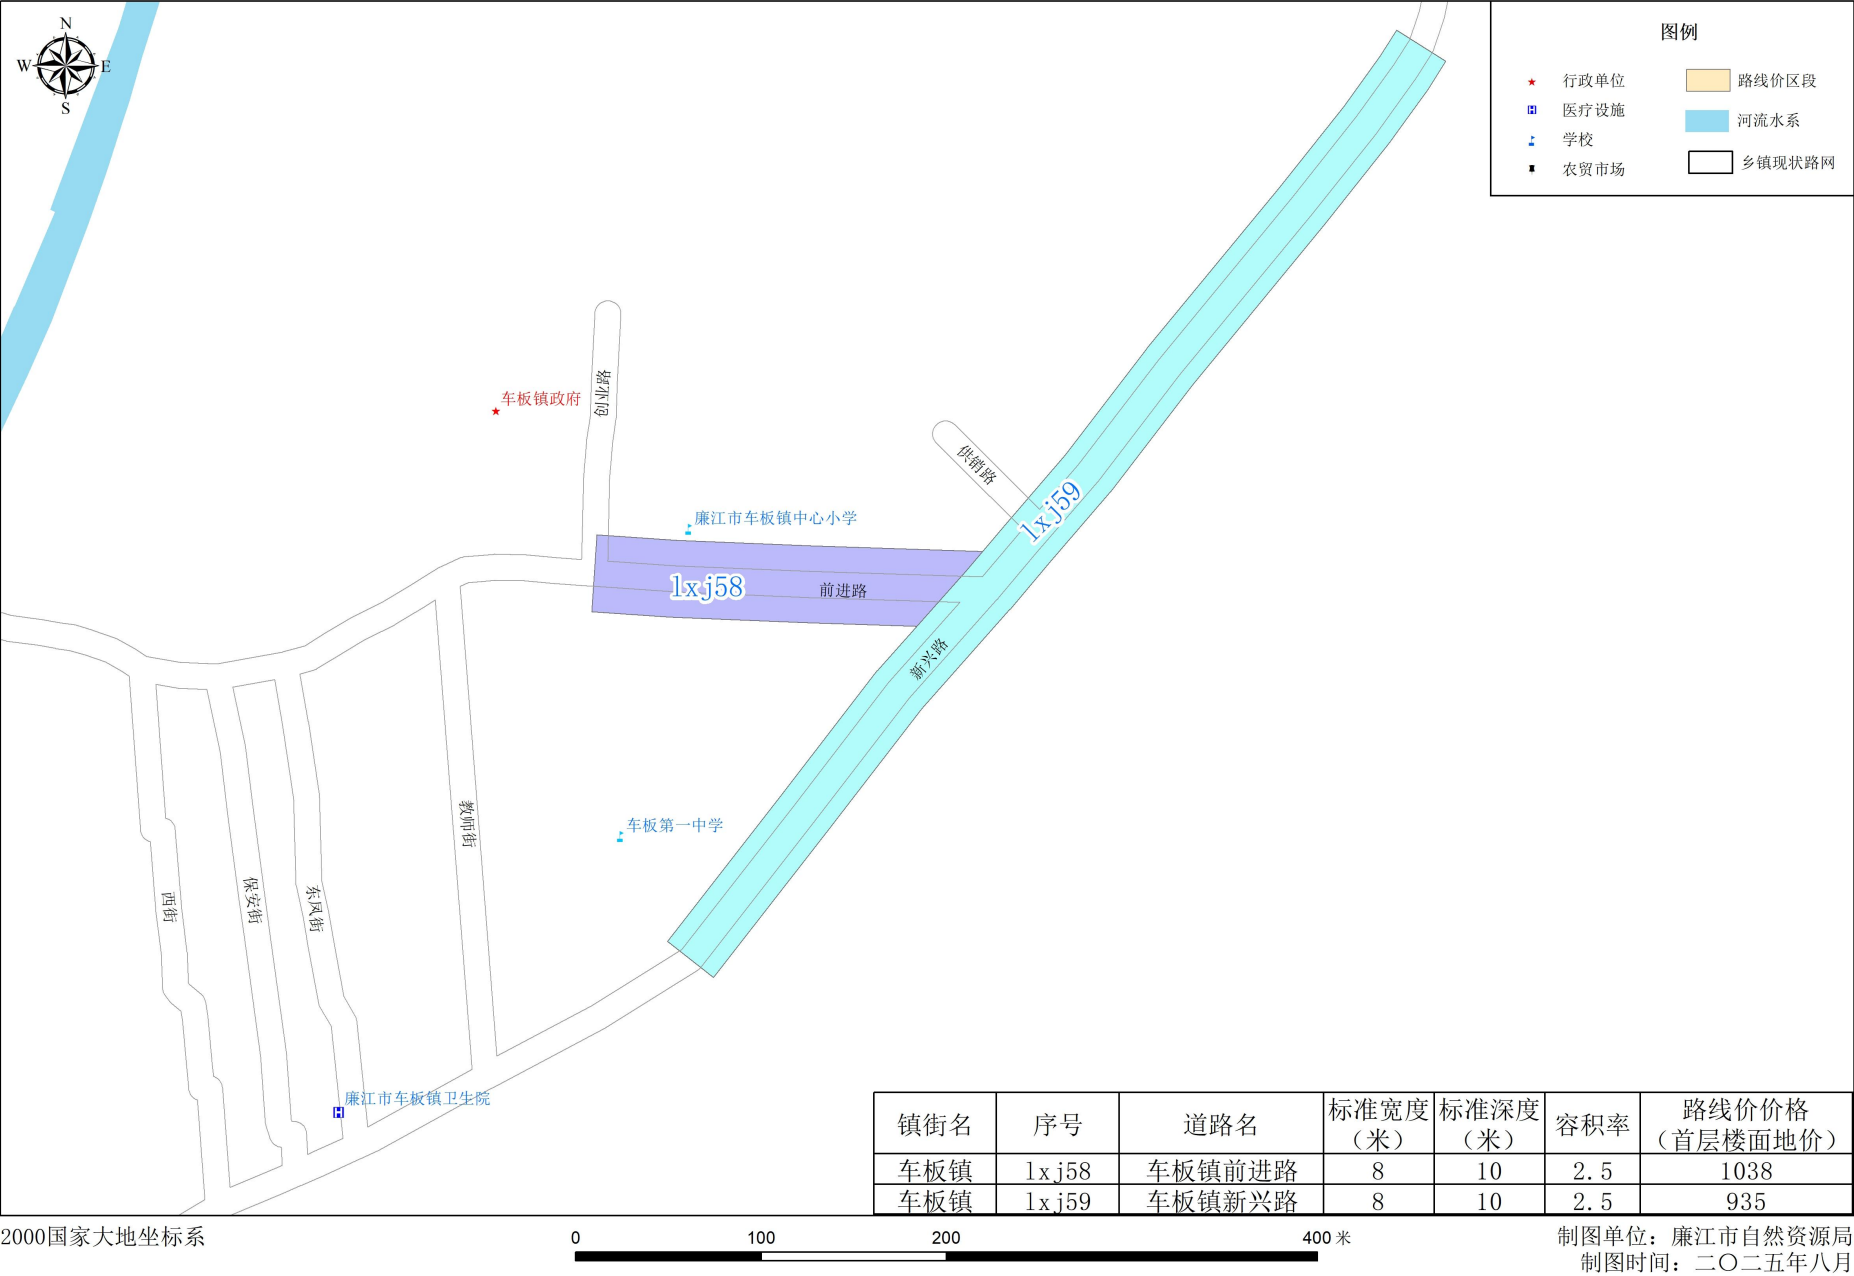 N
W
E
S
图例
行政单位
路线价区段
医疗设施
河流水系
学校
农贸市场
乡镇现状路网
创业路
车板镇政府
供销路
lxj59
廉江市车板镇中心小学
lxj58
前进路
新兴路
教师街
车板第一中学
西街
保安街
东风街
廉江市车板镇卫生院
镇街名 序号 道路名 标准宽度（米） 标准深度（米） 容积率 路线价价格（首层楼面地价）
车板镇 lxj58 车板镇前进路 8 10 2.5 1038
车板镇 lxj59 车板镇新兴路 8 10 2.5 935
2000国家大地坐标系
0 100 200 400 米
制图单位：廉江市自然资源局
制图时间：二〇二五年八月